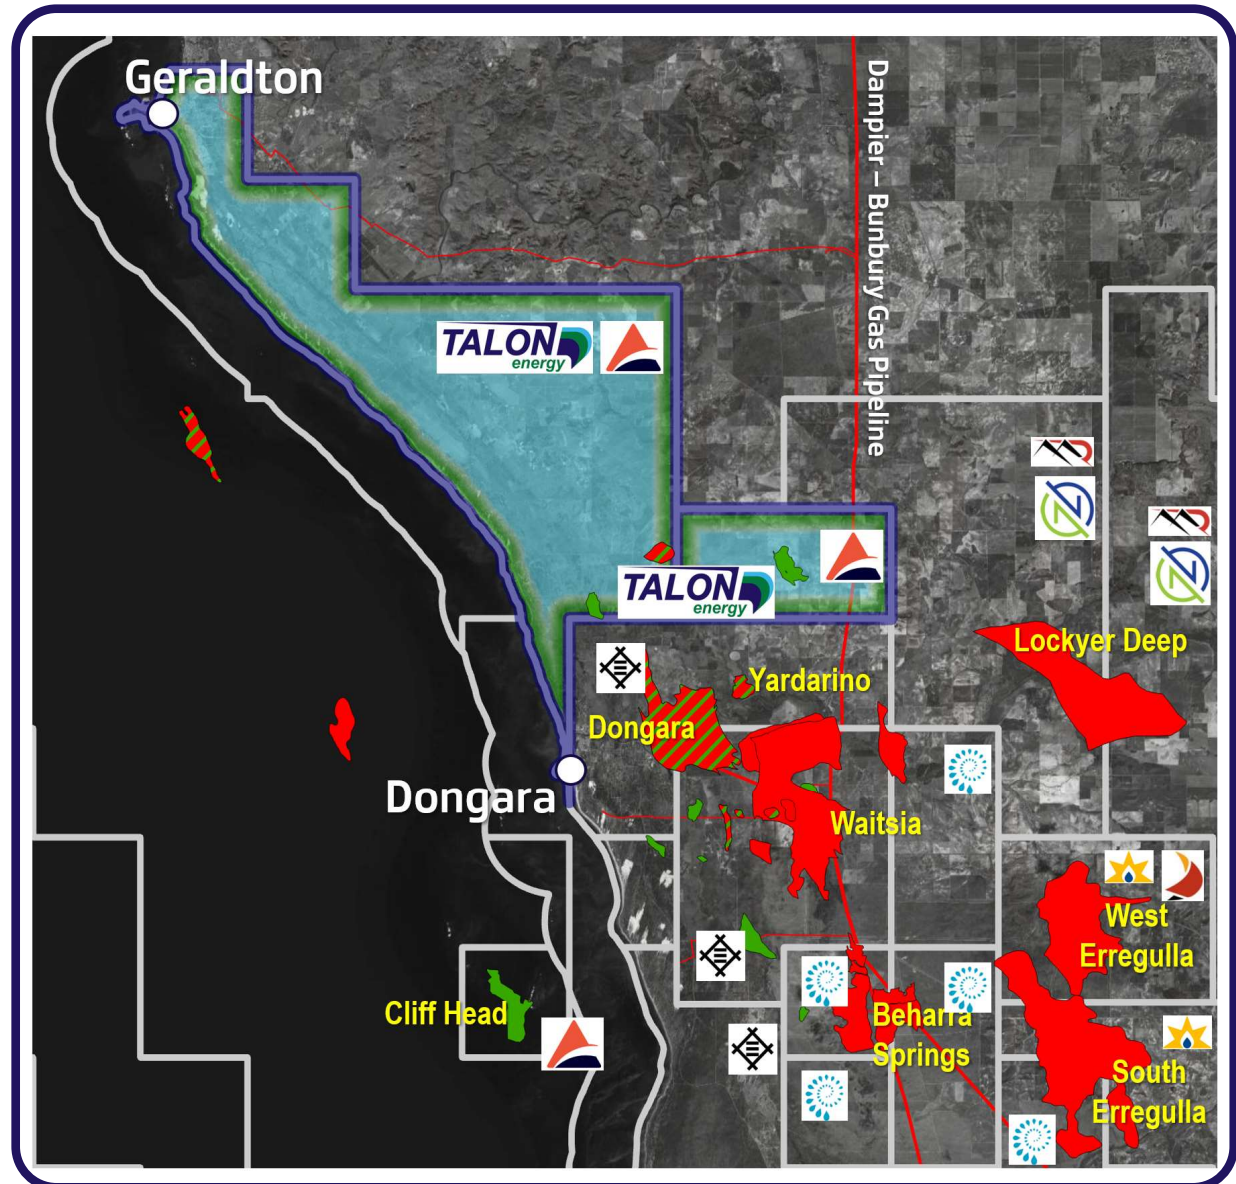 Geraldton
Dampier – Bunbury Gas Pipeline
TALON
energy
TALON
energy
Lockyer Deep
Yardarino
Dongara
Dongara
Waitsia
West
Erregulla
Cliff Head
Beharra
Springs
South
Erregulla